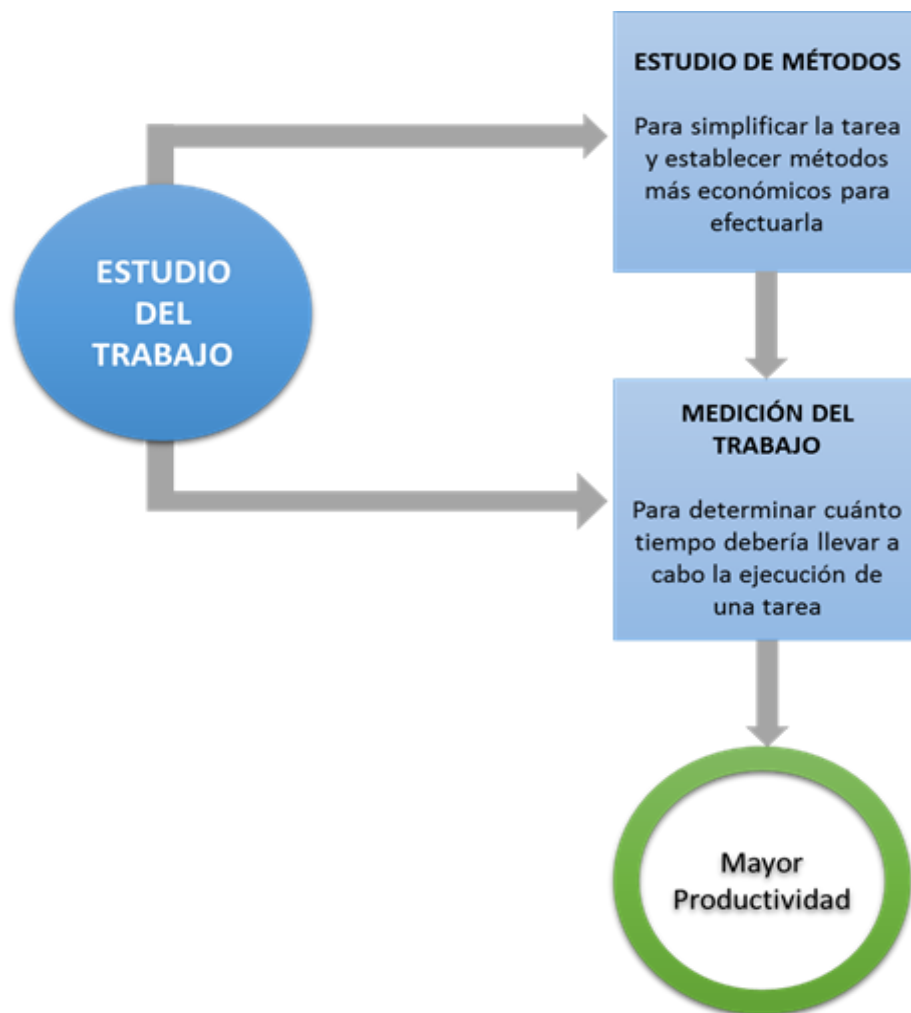 ESTUDIO DE MÉTODOS
Para simplificar la tarea
y establecer métodos
más económicos para
efectuarla
ESTUDIO
DEL
TRABAJO
MEDICIÓN DEL
TRABAJO
Para determinar cuánto
tiempo debería llevar a
cabo la ejecución de
una tarea
Mayor
Productividad